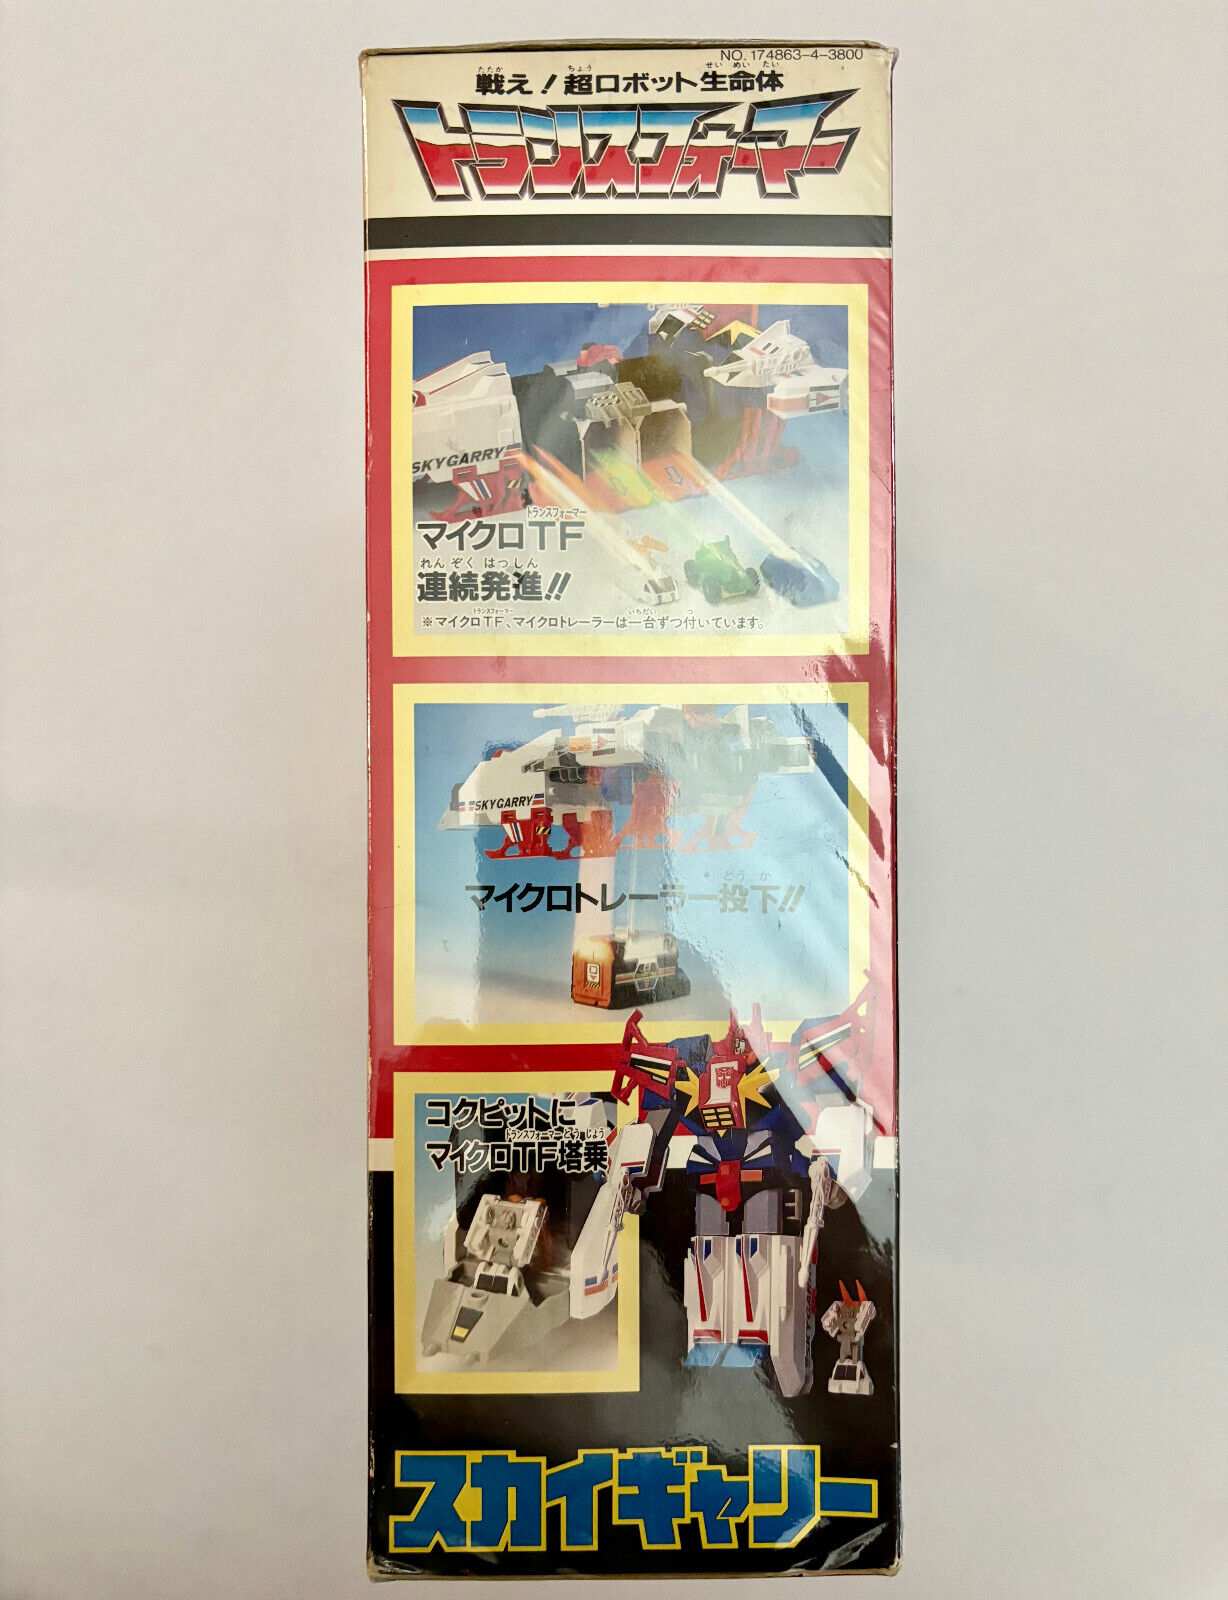 NO. 174863-4-3800
たたか ちょう せい めい たい
戦え!超ロボット生命体
トランスフォーマー
SKYGARRY
トランスフォーマー
マイクロTF
れん ぞく はっ しん
連続発進!!
トランスフォーマー いちだい つ
※マイクロTF、マイクロトレーラーは一台ずつ付いています。
SKYGARRY
とう か
マイクロトレーラー投下!!
コクピットに
トランスフォーマー とう じょう
マイクロTF塔乗
スカイギャリー